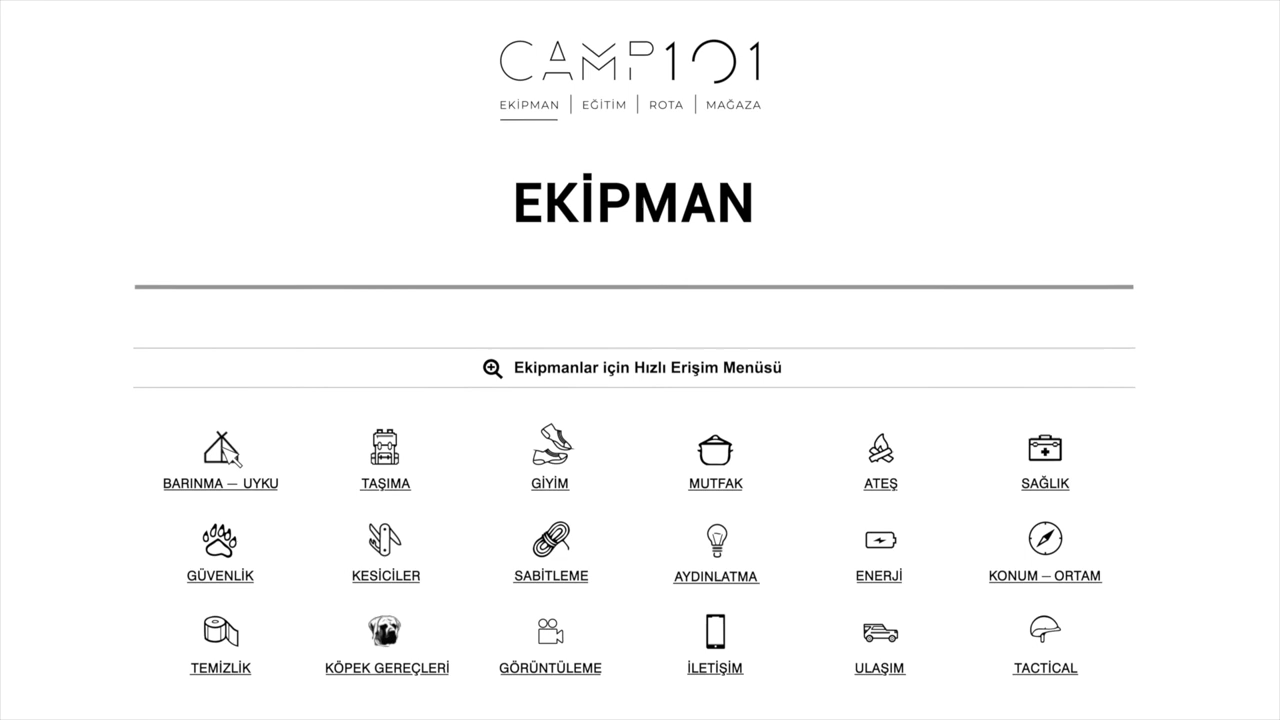 CAMP101
EKİPMAN | EĞİTİM | ROTA | MAĞAZA
EKİPMAN
Ekipmanlar için Hızlı Erişim Menüsü
BARINMA — UYKU
TAŞIMA
GİYİM
MUTFAK
ATEŞ
SAĞLIK
GÜVENLİK
KESİCİLER
SABİTLEME
AYDINLATMA
ENERJİ
KONUM — ORTAM
TEMİZLİK
KÖPEK GEREÇLERİ
GÖRÜNTÜLEME
İLETİŞİM
ULAŞIM
TACTICAL